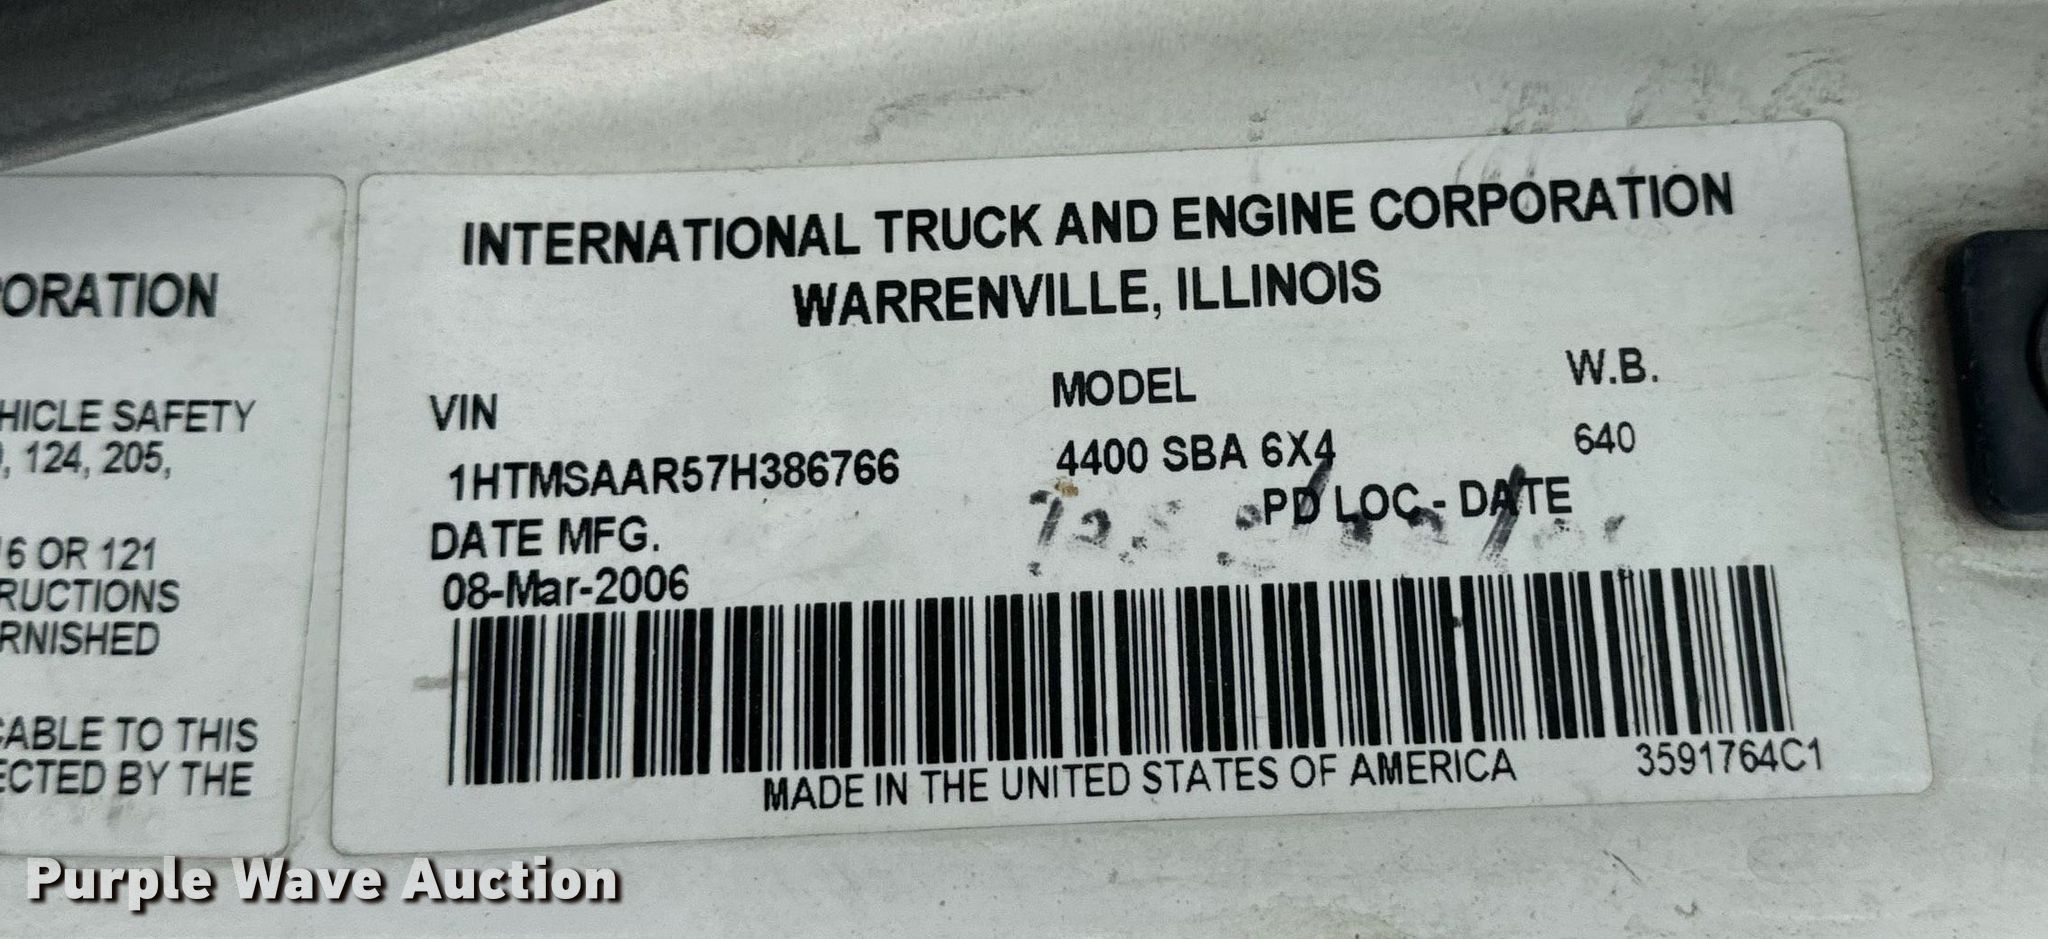 ORATION
HICLE SAFETY
, 124, 205,
6 OR 121
RUCTIONS
RNISHED
CABLE TO THIS
ECTED BY THE
INTERNATIONAL TRUCK AND ENGINE CORPORATION
WARRENVILLE, ILLINOIS
VIN
1HTMSAAR57H386766
MODEL
4400 SBA 6X4
W.B.
640
DATE MFG.
08-Mar-2006
PD LOC - DATE
MADE IN THE UNITED STATES OF AMERICA
3591764C1
Purple Wave Auction